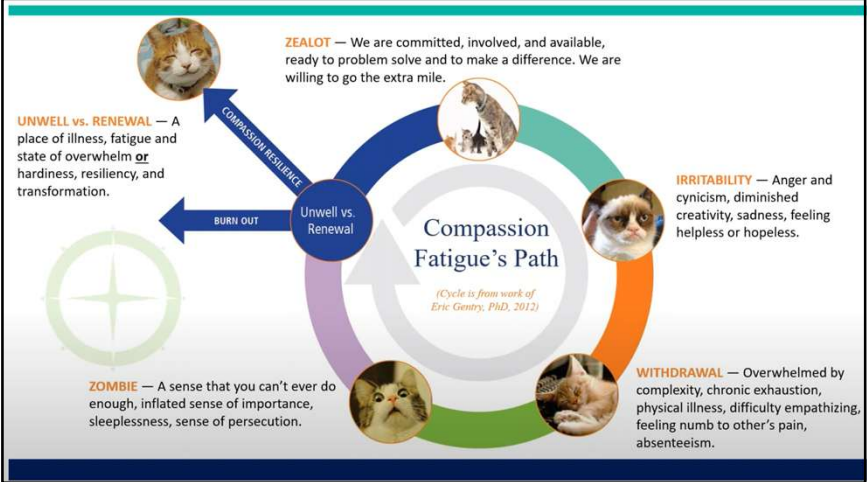 ZEALOT — We are committed, involved, and available,
ready to problem solve and to make a difference. We are
willing to go the extra mile.
UNWELL vs. RENEWAL — A
place of illness, fatigue and
state of overwhelm or
hardiness, resiliency, and
transformation.
COMPASSION RESILIENCE
BURN OUT
Unwell vs.
Renewal
Compassion
Fatigue's Path
(Cycle is from work of
Eric Gentry, PhD, 2012)
IRRITABILITY — Anger and
cynicism, diminished
creativity, sadness, feeling
helpless or hopeless.
WITHDRAWAL — Overwhelmed by
complexity, chronic exhaustion,
physical illness, difficulty empathizing,
feeling numb to other's pain,
absenteeism.
ZOMBIE — A sense that you can't ever do
enough, inflated sense of importance,
sleeplessness, sense of persecution.